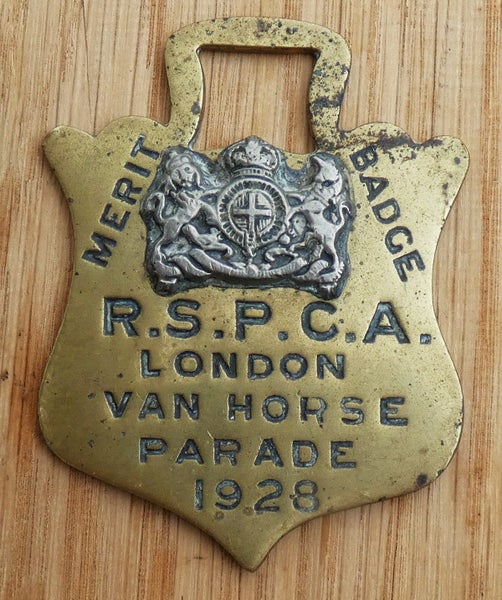 MERIT BADGE
R.S.P.C.A.
LONDON
VAN HORSE
PARADE
1928